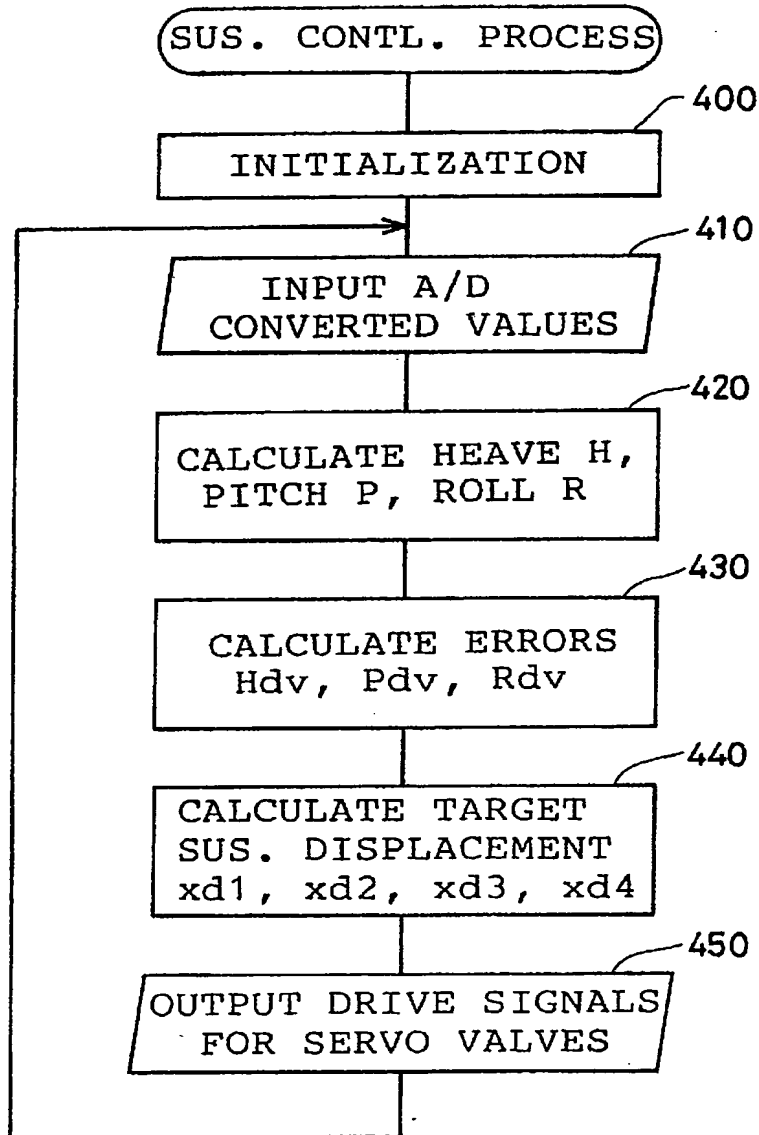 SUS. CONTL. PROCESS
400
INITIALIZATION
410
INPUT A/D
CONVERTED VALUES
420
CALCULATE HEAVE H,
PITCH P, ROLL R
430
CALCULATE ERRORS
Hdv, Pdv, Rdv
440
CALCULATE TARGET
SUS. DISPLACEMENT
xd1, xd2, xd3, xd4
450
OUTPUT DRIVE SIGNALS
FOR SERVO VALVES